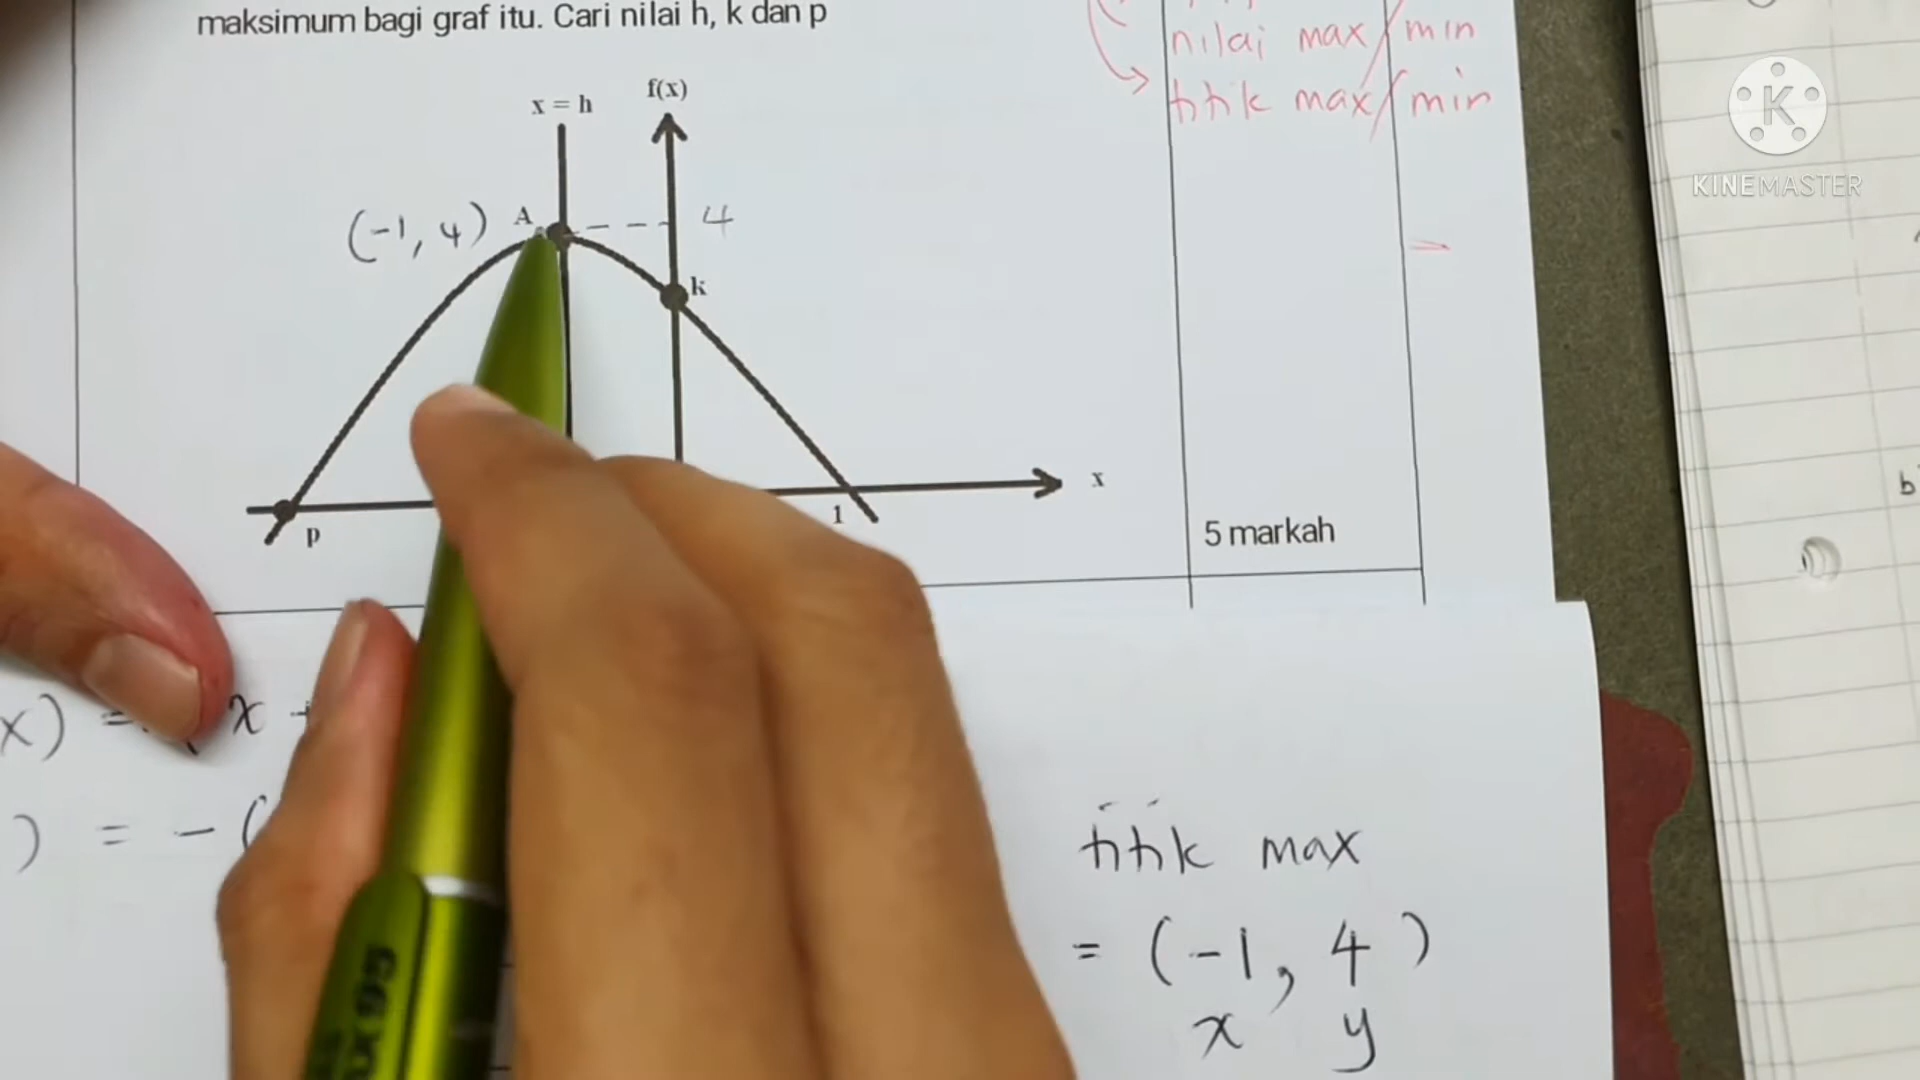 maksimum bagi graf itu. Cari nilai h, k dan p
nilai max/min
titik max/min
x = h
f(x)
(-1, 4)
A
4
k
x
p
1
5 markah
b
x) =
x +
) = - (
titik max
= (-1, 4)
x y
K
KINEMASTER